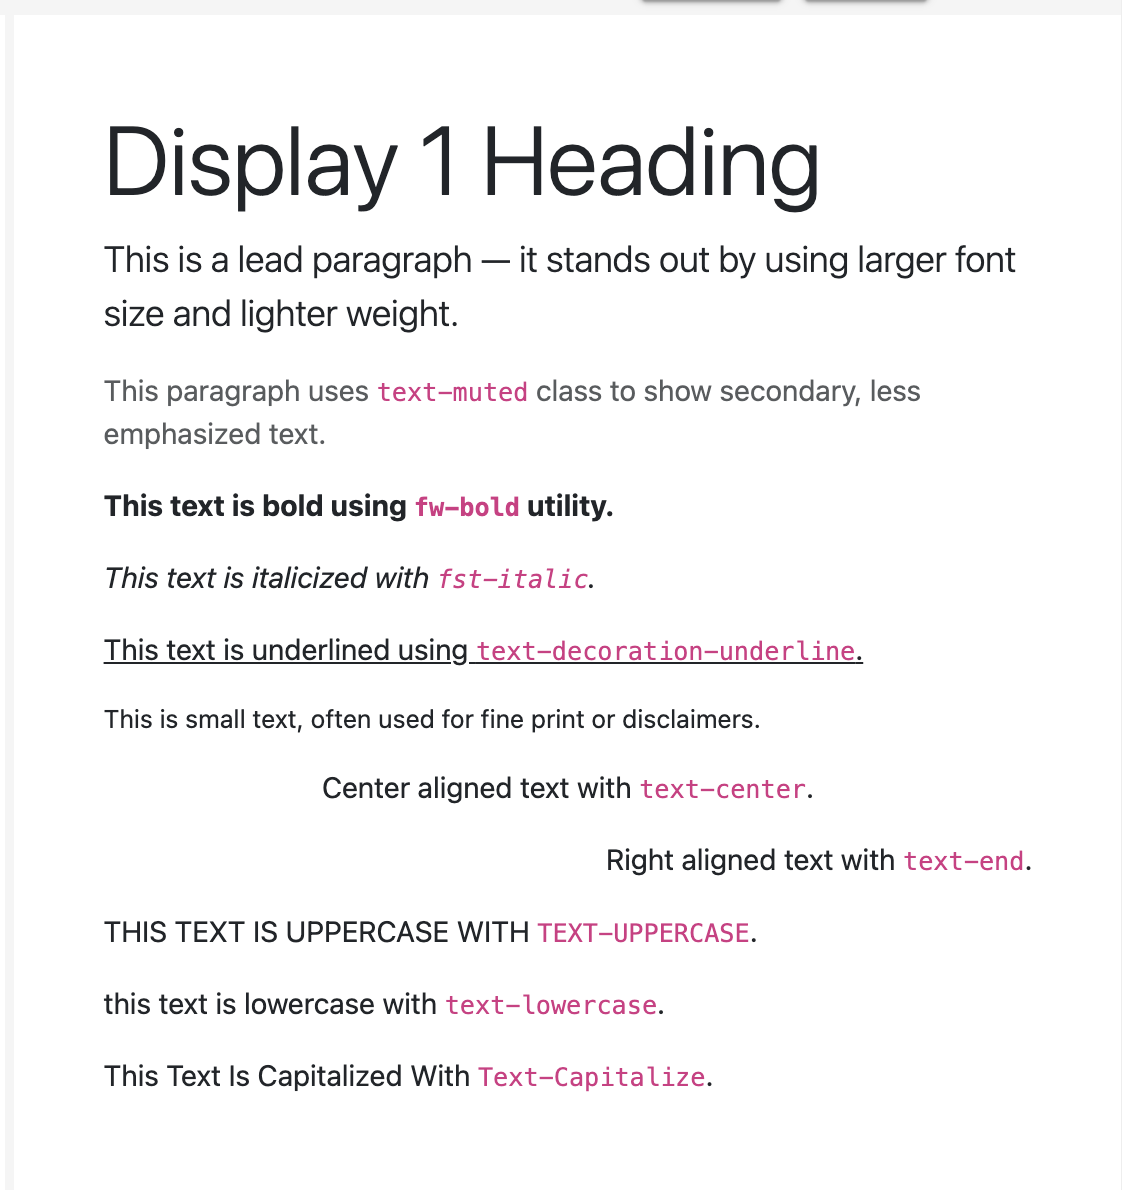 Display 1 Heading
This is a lead paragraph — it stands out by using larger font
size and lighter weight.
This paragraph uses text-muted class to show secondary, less
emphasized text.
This text is bold using fw-bold utility.
This text is italicized with fst-italic.
This text is underlined using text-decoration-underline.
This is small text, often used for fine print or disclaimers.
Center aligned text with text-center.
Right aligned text with text-end.
THIS TEXT IS UPPERCASE WITH TEXT-UPPERCASE.
this text is lowercase with text-lowercase.
This Text Is Capitalized With Text-Capitalize.